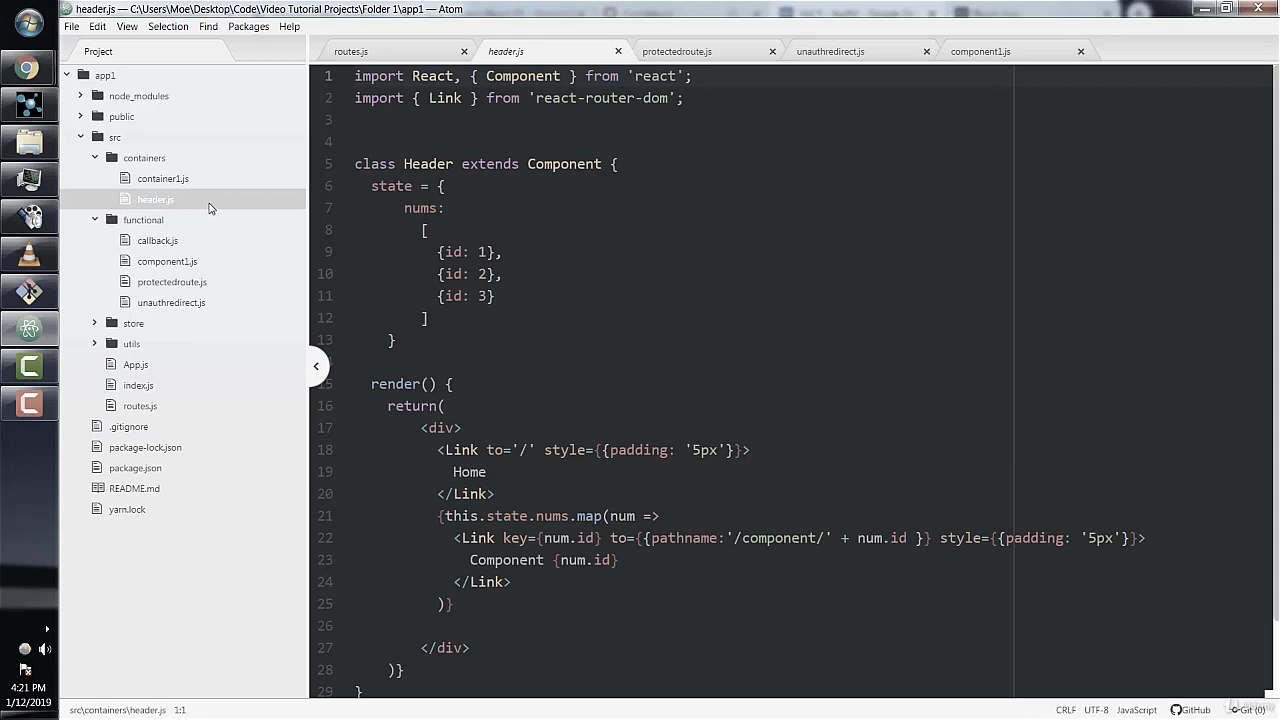 header.js — C:\Users\Moe\Desktop\Code\Video Tutorial Projects\Folder 1\app1 — Atom
File Edit View Selection Find Packages Help
Project
routes.js
header.js
protectedroute.js
unauthredirect.js
component1.js
app1
node_modules
public
src
containers
container1.js
header.js
functional
callback.js
component1.js
protectedroute.js
unauthredirect.js
store
utils
App.js
index.js
routes.js
.gitignore
package-lock.json
package.json
README.md
yarn.lock
1 import React, { Component } from 'react';
2 import { Link } from 'react-router-dom';
3
4
5 class Header extends Component {
6 state = {
7 nums:
8 [
9 {id: 1},
10 {id: 2},
11 {id: 3}
12 ]
13 }
15 render() {
16 return(
17 <div>
18 <Link to='/' style={{padding: '5px'}}>
19 Home
20 </Link>
21 {this.state.nums.map(num =>
22 <Link key={num.id} to={{pathname:'/component/' + num.id }} style={{padding: '5px'}}>
23 Component {num.id}
24 </Link>
25 )}
26
27 </div>
28 )}
29 }
4:21 PM
1/12/2019
src\containers\header.js 1:1
CRLF UTF-8 JavaScript GitHub Git (0)